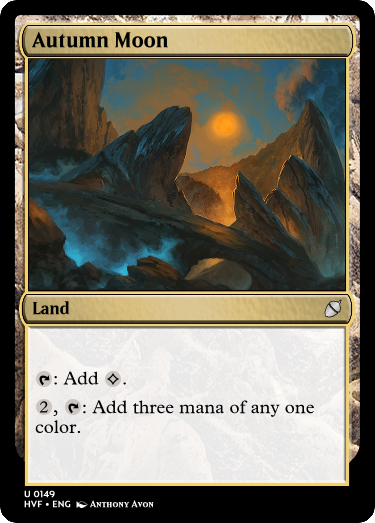 Autumn Moon
Land
: Add .
2, : Add three mana of any one
color.
U 0149
HVF • ENG Anthony Avon